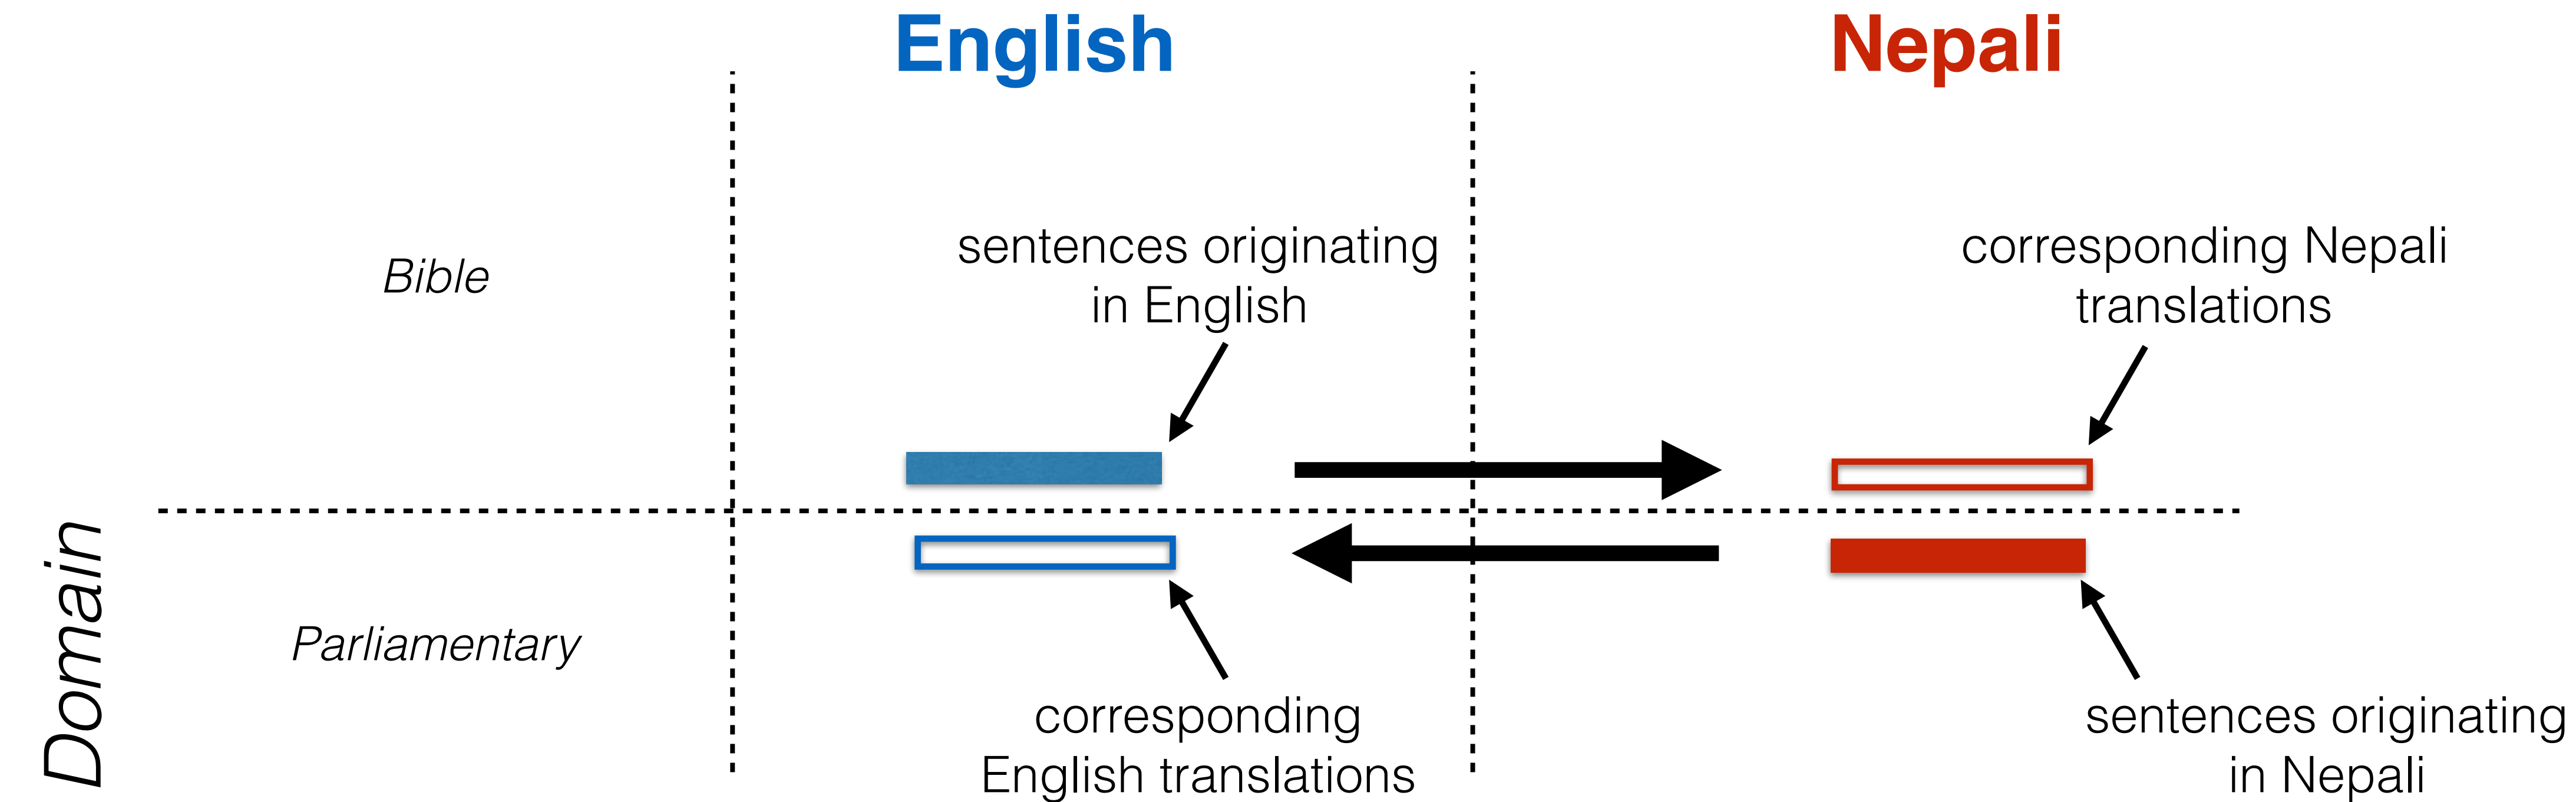 English
Nepali
sentences originating
in English
corresponding Nepali
translations
Bible
Domain
Parliamentary
corresponding
English translations
sentences originating
in Nepali